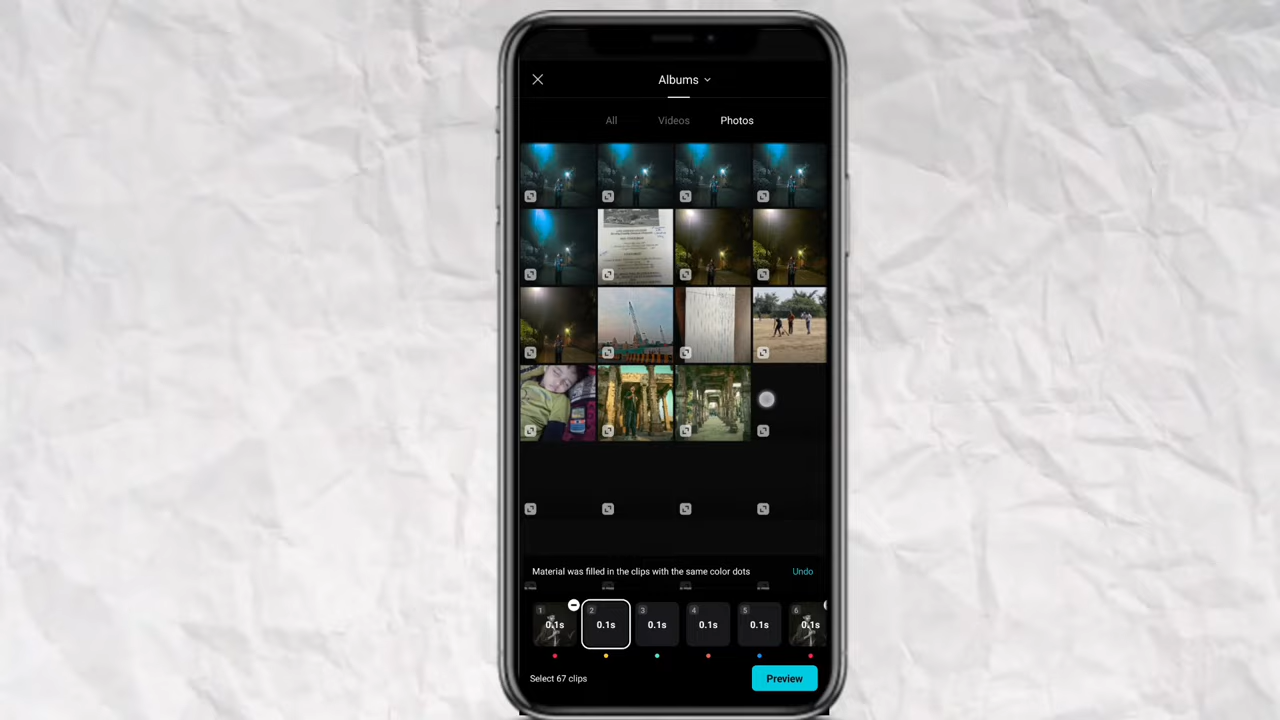 Albums
All Videos Photos
Material was filled in the clips with the same color dots Undo
1 2 3 4 5 6
0.1s 0.1s 0.1s 0.1s 0.1s 0.1s
Select 67 clips Preview